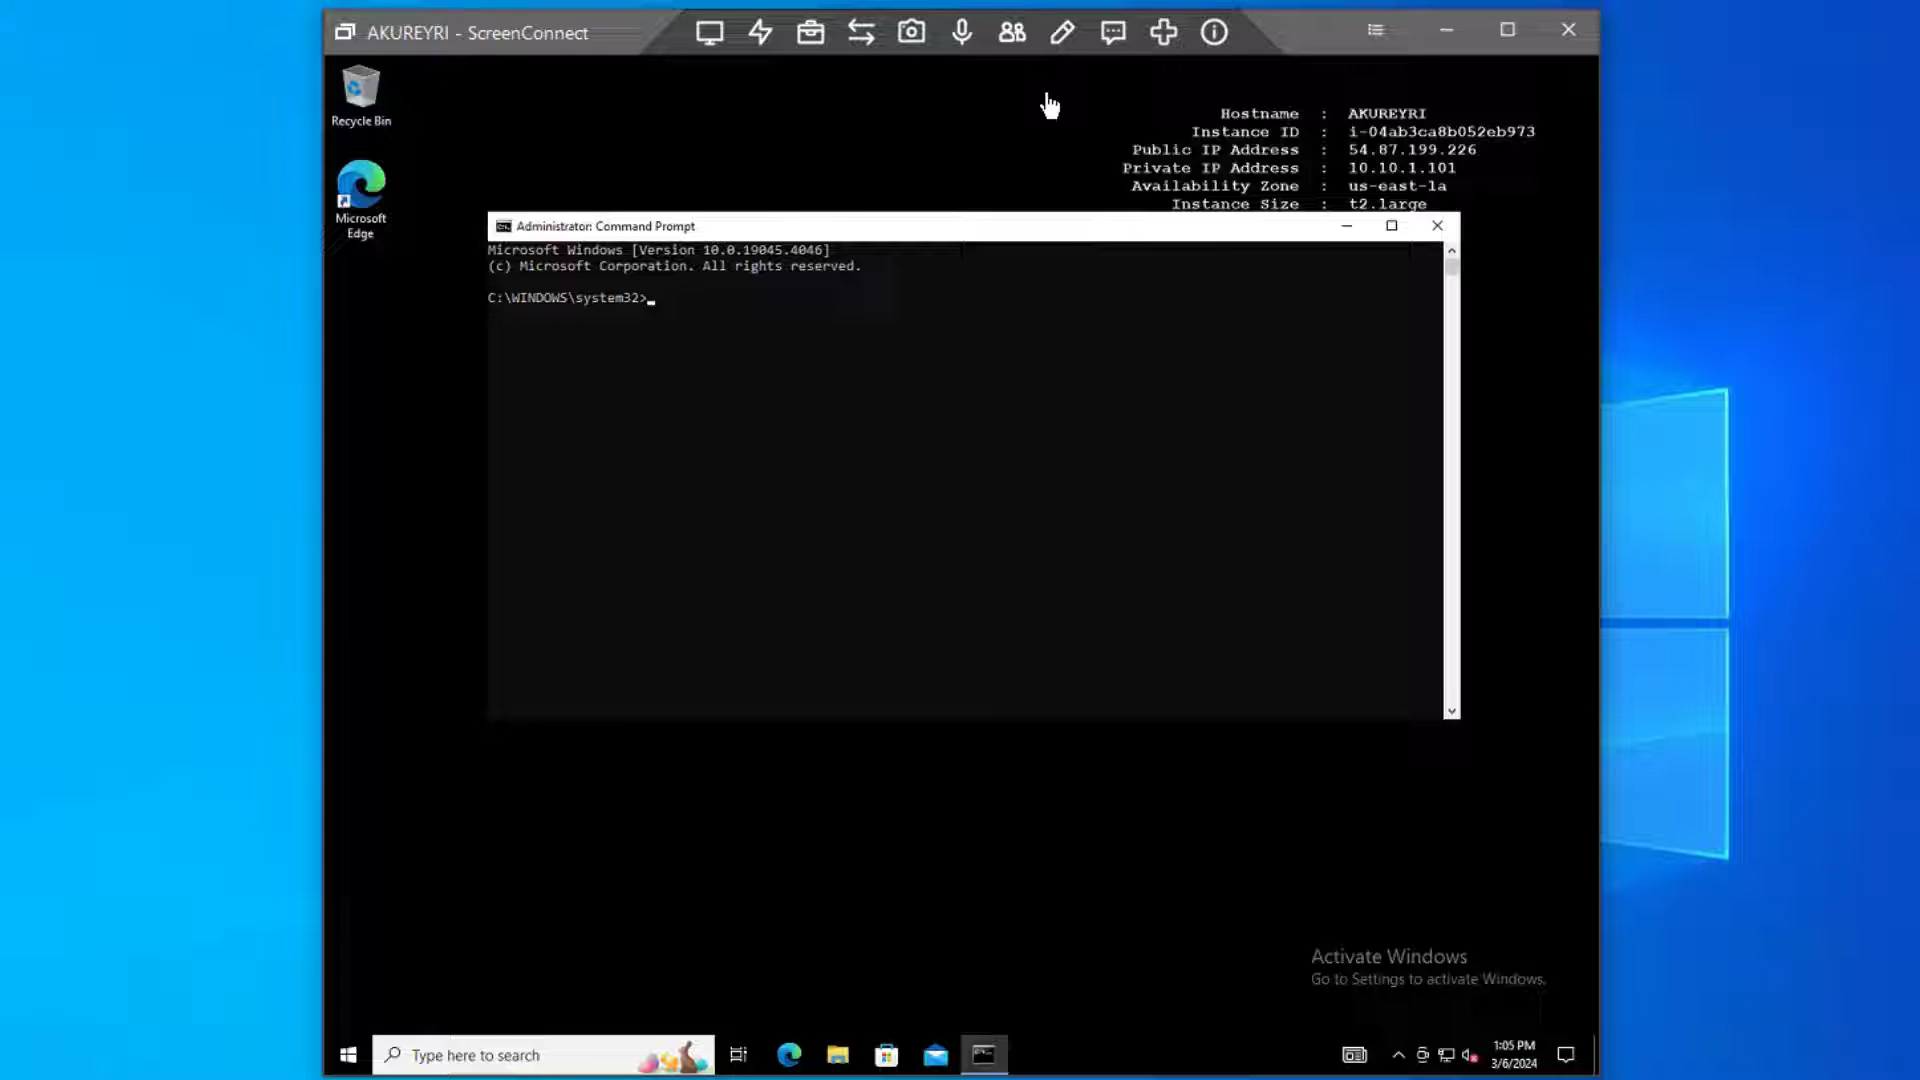 AKUREYRI - ScreenConnect
Recycle Bin
Microsoft
Edge
Hostname : AKUREYRI
Instance ID : i-04ab3ca8b052eb973
Public IP Address : 54.87.199.226
Private IP Address : 10.10.1.101
Availability Zone : us-east-1a
Instance Size : t2.large
Administrator: Command Prompt
Microsoft Windows [Version 10.0.19045.4046]
(c) Microsoft Corporation. All rights reserved.
C:\WINDOWS\system32>
Activate Windows
Go to Settings to activate Windows.
Type here to search
1:05 PM
3/6/2024